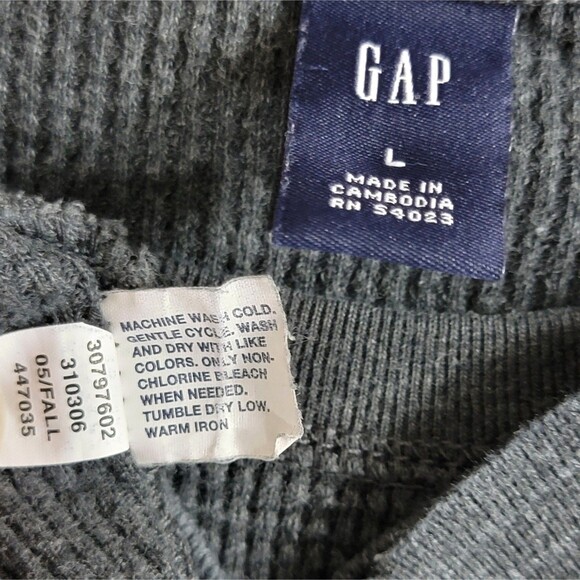 GAP
L
MADE IN
CAMBODIA
RN 54023
MACHINE WASH COLD.
GENTLE CYCLE. WASH
AND DRY WITH LIKE
COLORS. ONLY NON-
CHLORINE BLEACH
WHEN NEEDED.
TUMBLE DRY LOW.
WARM IRON
30797602
310306
05/FALL
447035